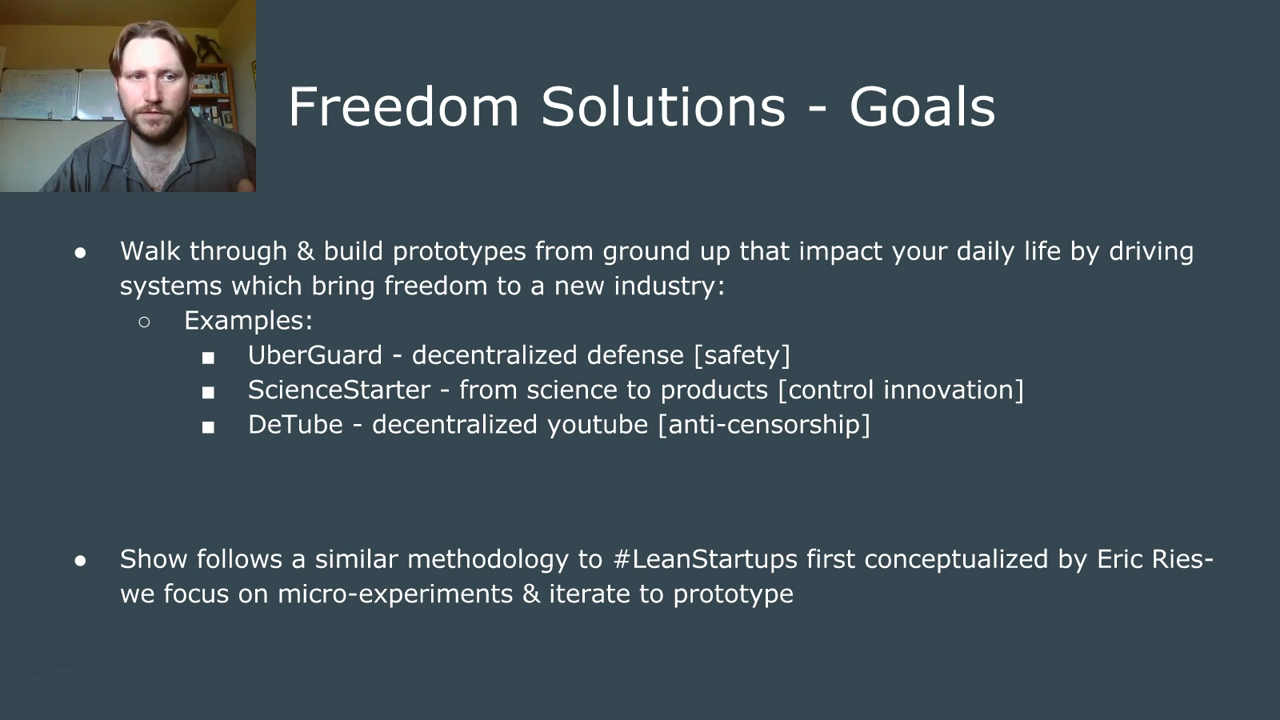 Freedom Solutions - Goals
● Walk through & build prototypes from ground up that impact your daily life by driving
systems which bring freedom to a new industry:
○ Examples:
■ UberGuard - decentralized defense [safety]
■ ScienceStarter - from science to products [control innovation]
■ DeTube - decentralized youtube [anti-censorship]
● Show follows a similar methodology to #LeanStartups first conceptualized by Eric Ries-
we focus on micro-experiments & iterate to prototype